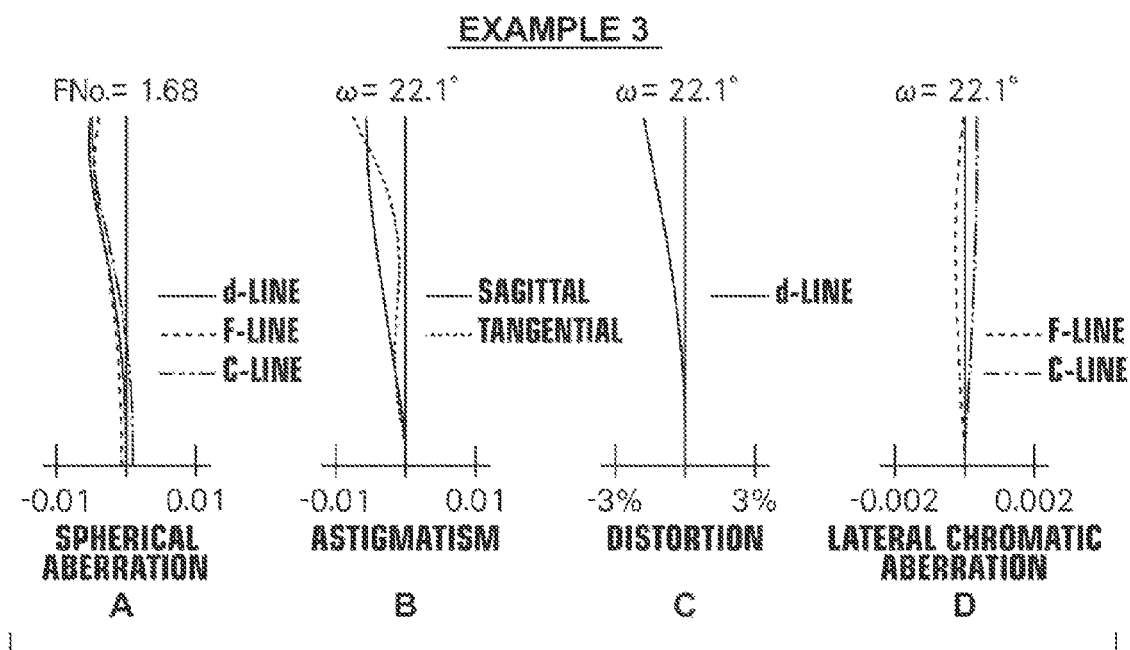 EXAMPLE 3
FNo.= 1.68
ω= 22.1°
ω= 22.1°
ω= 22.1°
d-LINE
F-LINE
C-LINE
SAGITTAL
TANGENTIAL
d-LINE
F-LINE
C-LINE
-0.01 0.01
-0.01 0.01
-3% 3%
-0.002 0.002
SPHERICAL
ABERRATION
ASTIGMATISM
DISTORTION
LATERAL CHROMATIC
ABERRATION
A
B
C
D